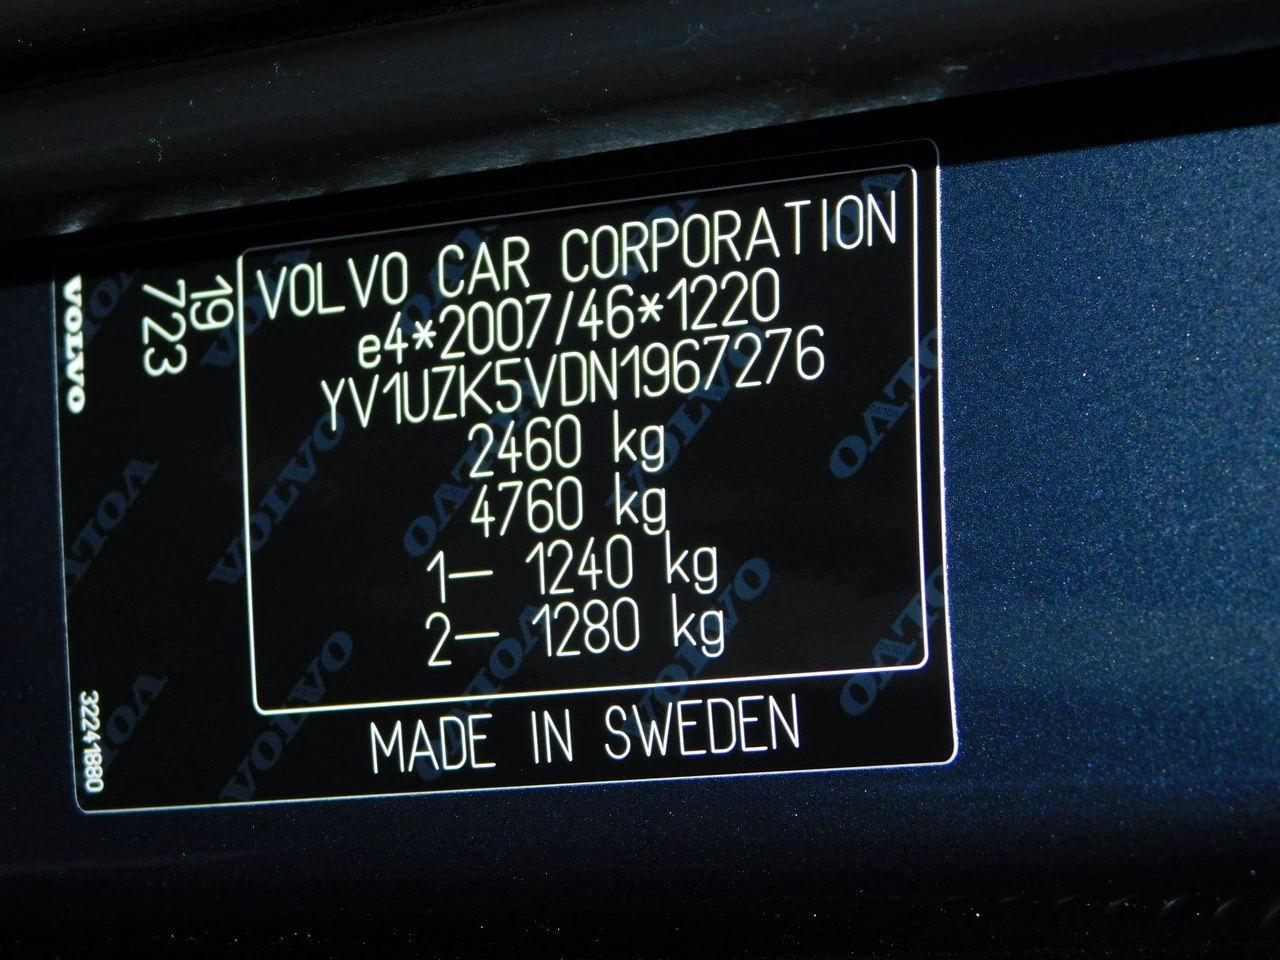 VOLVO CAR CORPORATION
e4*2007/46*1220
YV1UZK5VDN1967276
2460 kg
4760 kg
1– 1240 kg
2– 1280 kg
MADE IN SWEDEN
19
723
VOLVO
32241880